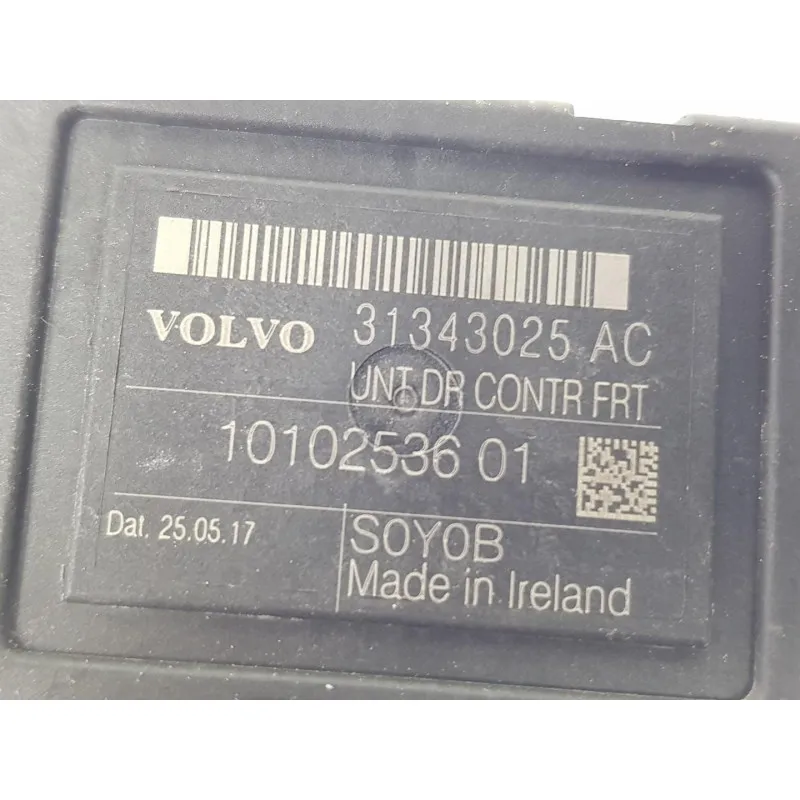 VOLVO 31343025 AC
UNT DR CONTR FRT
10102536 01
Dat. 25.05.17
S0Y0B
Made in Ireland